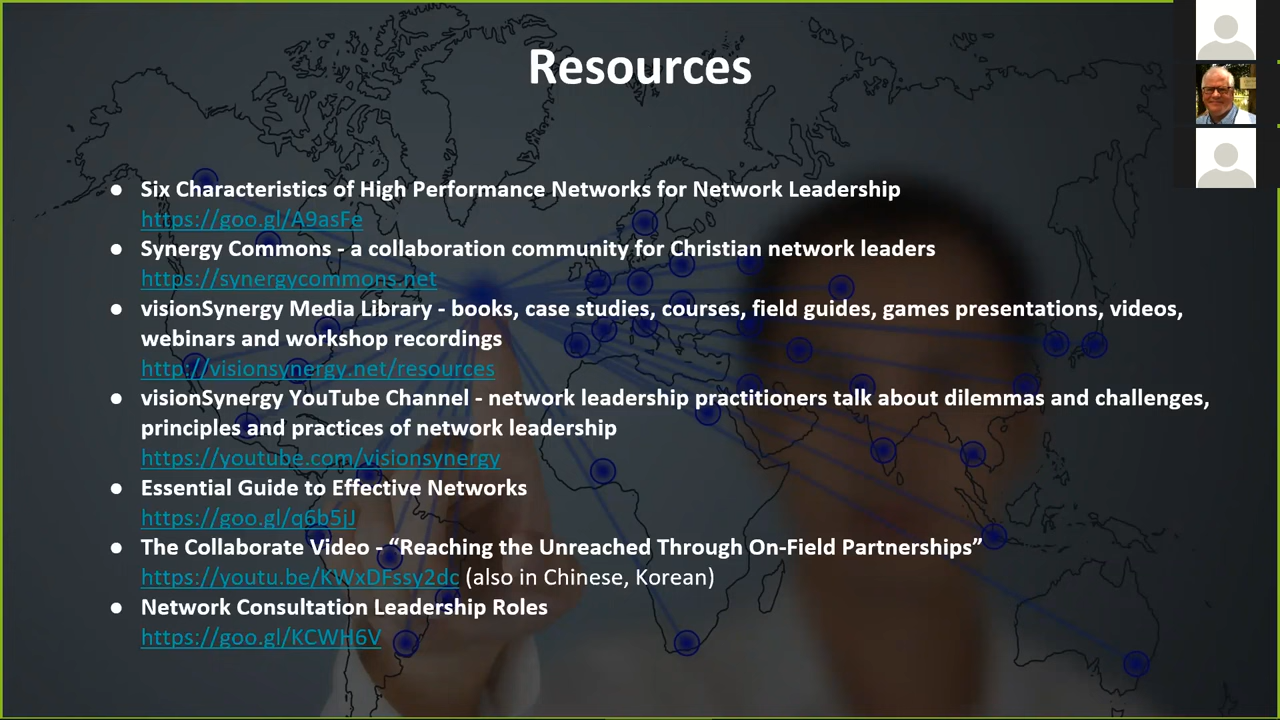 Resources
● Six Characteristics of High Performance Networks for Network Leadership
https://goo.gl/A9asFe
● Synergy Commons - a collaboration community for Christian network leaders
https://synergycommons.net
● visionSynergy Media Library - books, case studies, courses, field guides, games presentations, videos,
webinars and workshop recordings
http://visionsynergy.net/resources
● visionSynergy YouTube Channel - network leadership practitioners talk about dilemmas and challenges,
principles and practices of network leadership
https://youtube.com/visionsynergy
● Essential Guide to Effective Networks
https://goo.gl/q6b5jJ
● The Collaborate Video - “Reaching the Unreached Through On-Field Partnerships”
https://youtu.be/KWxDFssy2dc (also in Chinese, Korean)
● Network Consultation Leadership Roles
https://goo.gl/KCWH6V